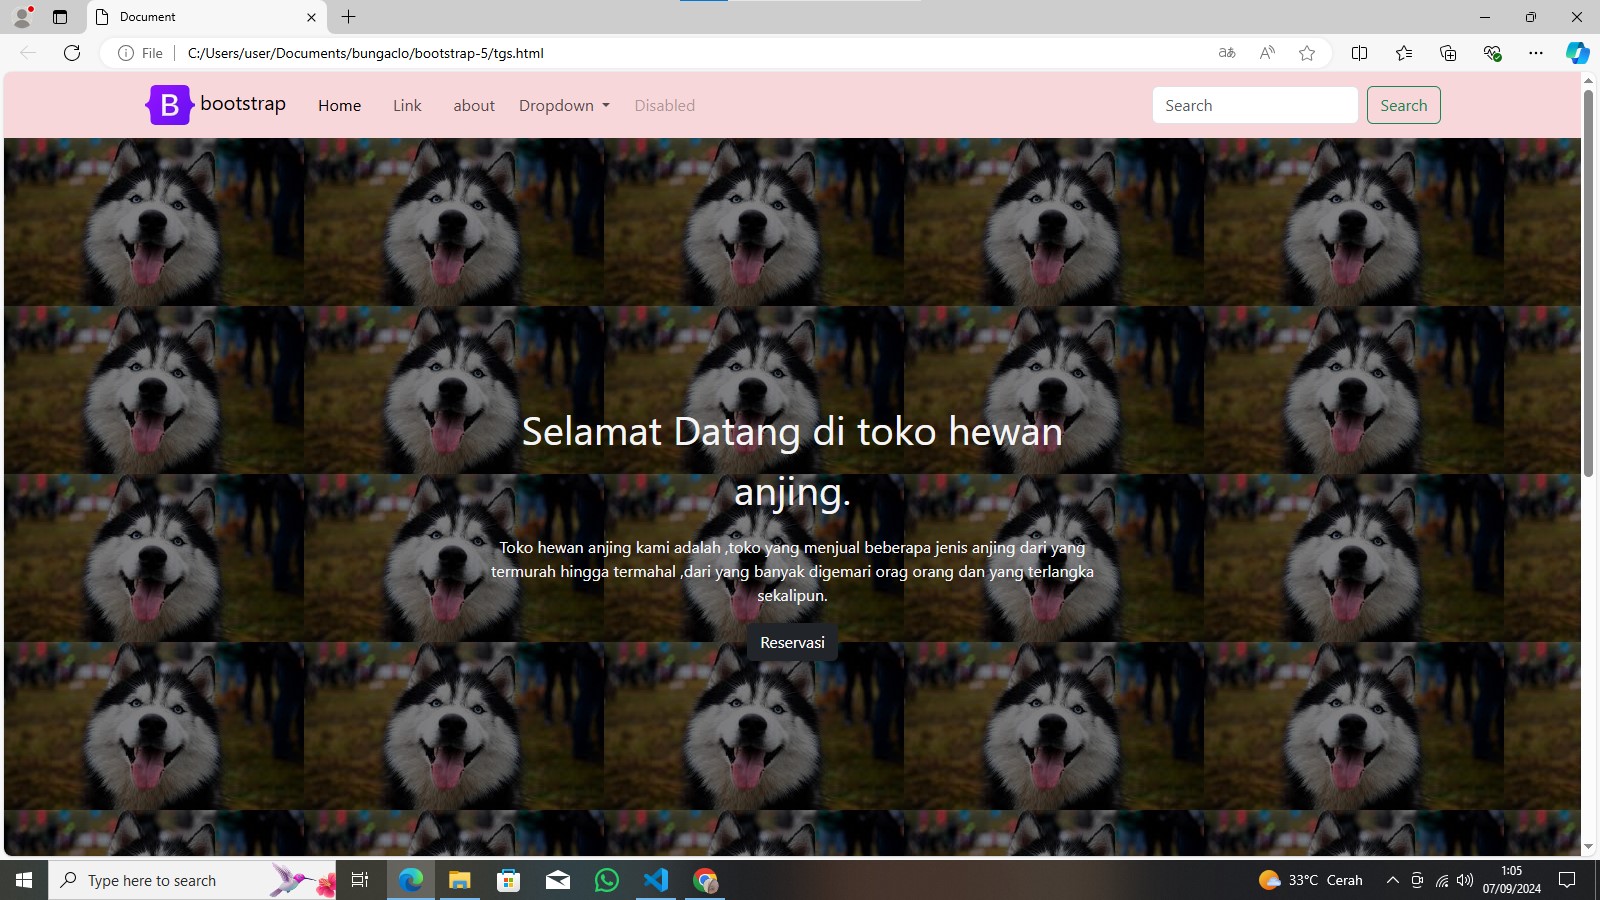 Document
File
C:/Users/user/Documents/bungaclo/bootstrap-5/tgs.html
aあ
A
B bootstrap Home Link about Dropdown Disabled Search Search
Selamat Datang di toko hewan
anjing.
Toko hewan anjing kami adalah ,toko yang menjual beberapa jenis anjing dari yang
termurah hingga termahal ,dari yang banyak digemari orag orang dan yang terlangka
sekalipun.
Reservasi
Type here to search
33°C Cerah
1:05
07/09/2024